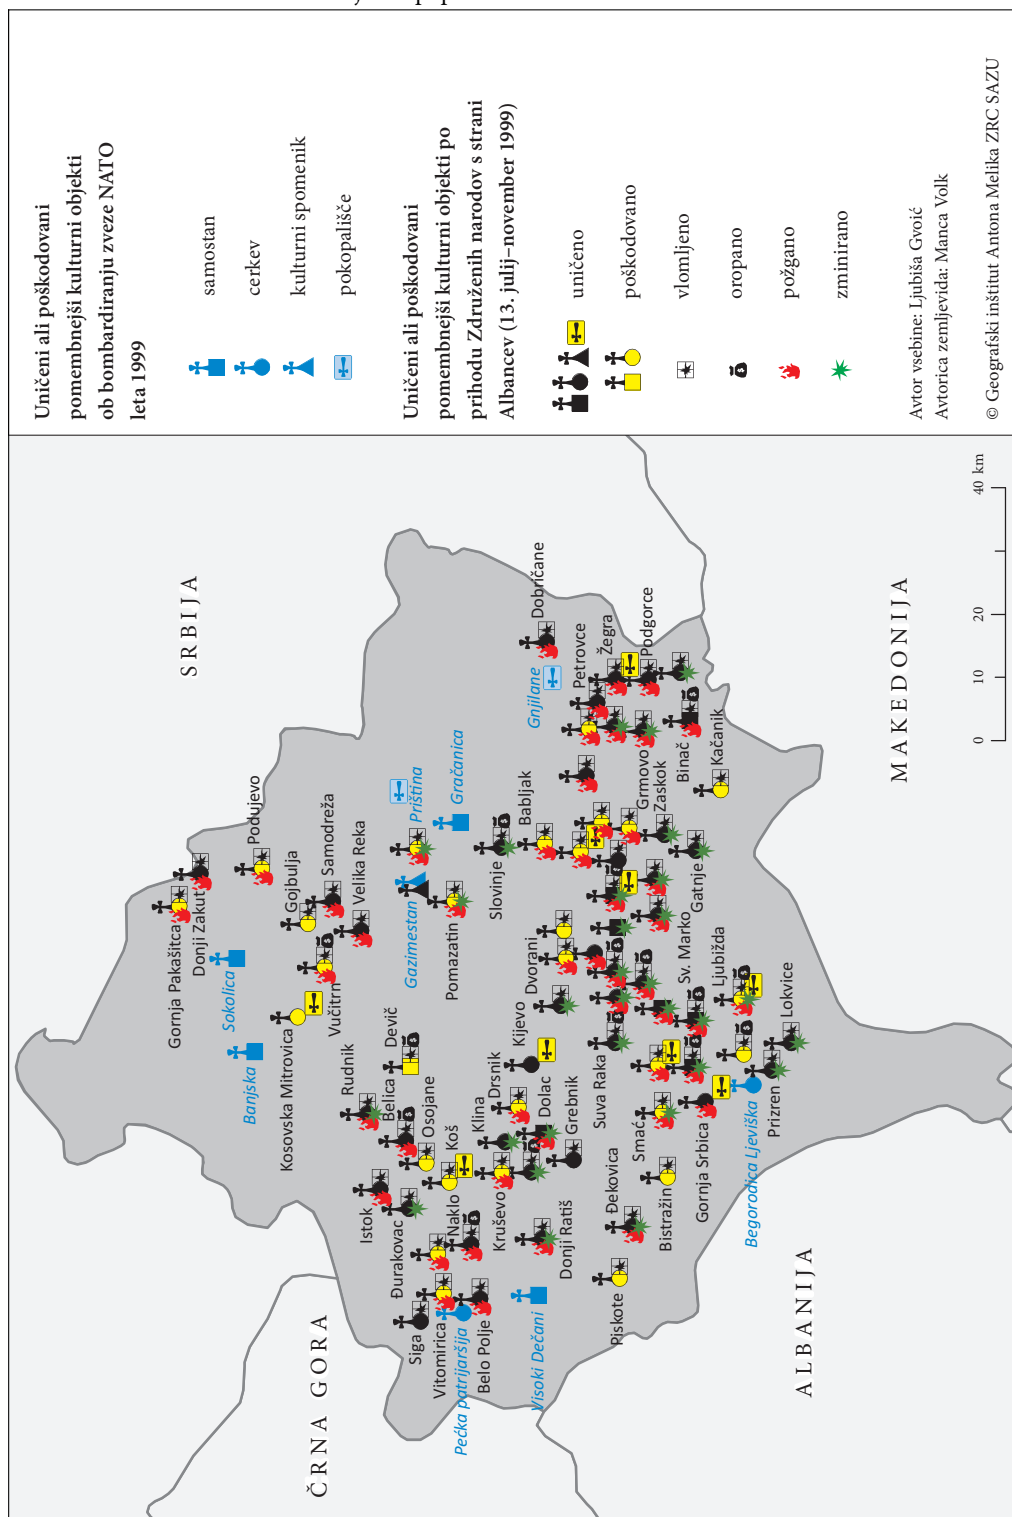 Uničeni ali poškodovani
pomembnejši kulturni objekti
ob bombardiranju zveze NATO
leta 1999
samostan
cerkev
kulturni spomenik
pokopališče
Uničeni ali poškodovani
pomembnejši kulturni objekti po
prihodu Združenih narodov s strani
Albancev (13. julij–november 1999)
uničeno
poškodovano
vlomljeno
oropano
požgano
zminirano
Avtor vsebine: Ljubiša Gvoić
Avtorica zemljevida: Manca Volk
© Geografski inštitut Antona Melika ZRC SAZU
SRBIJA
ČRNA GORA
ALBANIJA
MAKEDONIJA
0
10
20
40 km
Gornja Pakašitca
Donji Zakut
Podujevo
Sokolica
Gojbulja
Samodreža
Banjska
Kosovska Mitrovica
Vučitrn
Velika Reka
Rudnik
Devič
Gazimestan
Priština
Gračanica
Istok
Belica
Osojane
Pomazatin
Đurakovac
Koš
Slovinje
Siga
Naklo
Klina
Drsnik
Kijevo
Dvorani
Babljak
Gnjilane
Dobričane
Vitomirica
Pećka patrijaršija
Belo Polje
Kruševo
Dolac
Petrovce
Visoki Dečani
Donji Ratiš
Grebnik
Suva Raka
Žegra
Piskote
Đekovica
Smać
Grmovo
Podgorce
Bistražin
Zaskok
Gornja Srbica
Sv. Marko
Gatnje
Binač
Ljubižda
Kačanik
Begorodica Ljeviška
Prizren
Lokvice